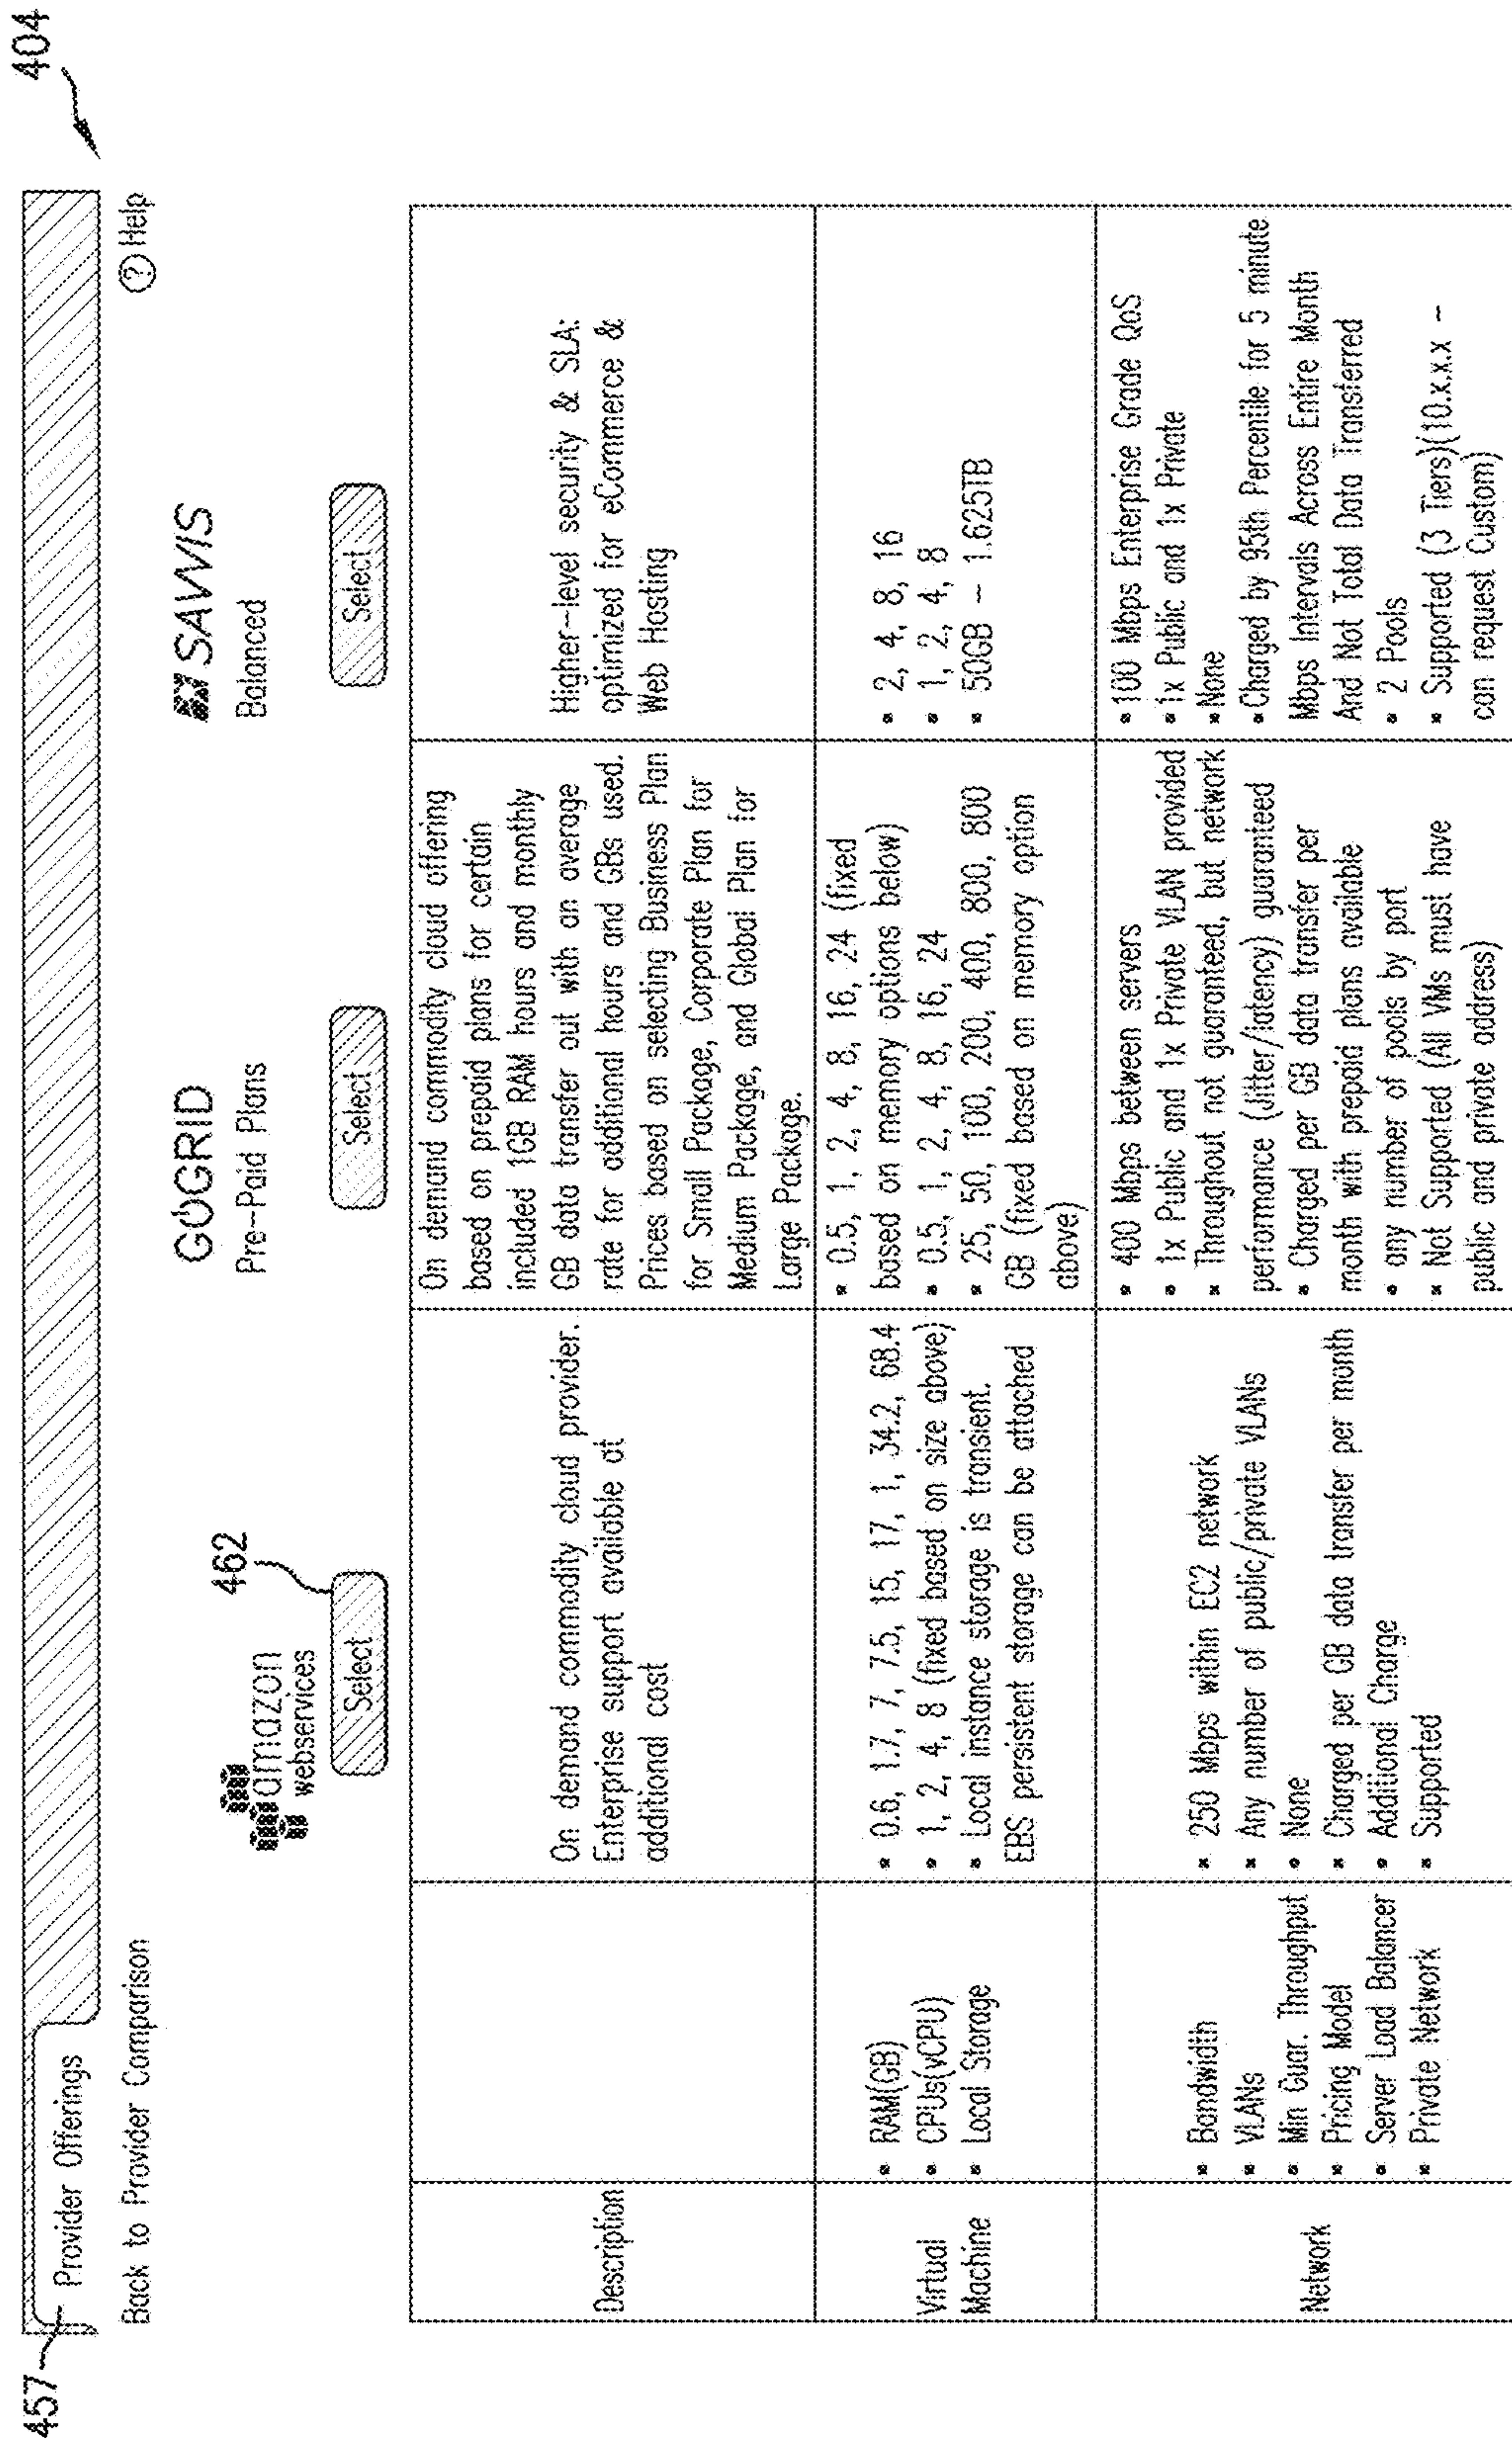 404
457
Provider Offerings
Back to Provider Comparison
? Help
amazon
webservices
462
Select
GOGRID
Pre-Paid Plans
Select
SAVVIS
Balanced
Select
Description
On demand commodity cloud provider.
Enterprise support available at
additional cost
On demand commodity cloud offering
based on prepaid plans for certain
included 1GB RAM hours and monthly
GB data transfer out with an average
rate for additional hours and GBs used.
Prices based on selecting Business Plan
for Small Package, Corporate Plan for
Medium Package, and Global Plan for
Large Package.
Higher-level security & SLA:
optimized for eCommerce &
Web Hosting
Virtual
Machine
• RAM(GB)
• CPUs(vCPU)
• Local Storage
• 0.6, 1.7, 7, 7.5, 15, 17, 1, 34.2, 68.4
• 1, 2, 4, 8 (fixed based on size above)
• Local instance storage is transient.
EBS persistent storage can be attached
• 0.5, 1, 2, 4, 8, 16, 24 (fixed
based on memory options below)
• 0.5, 1, 2, 4, 8, 16, 24
• 25, 50, 100, 200, 400, 800, 800
GB (fixed based on memory option
above)
• 2, 4, 8, 16
• 1, 2, 4, 8
• 50GB - 1.625TB
Network
• Bandwidth
• VLANs
• Min Guar. Throughput
• Pricing Model
• Server Load Balancer
• Private Network
• 250 Mbps within EC2 network
• Any number of public/private VLANs
• None
• Charged per GB data transfer per month
• Additional Charge
• Supported
• 400 Mbps between servers
• 1x Public and 1x Private VLAN provided
• Throughout not guaranteed, but network
performance (Jitter/latency) guaranteed
• Charged per GB data transfer per
month with prepaid plans available
• any number of pools by port
• Not Supported (All VMs must have
public and private address)
• 100 Mbps Enterprise Grade QoS
• 1x Public and 1x Private
• None
• Charged by 95th Percentile for 5 minute
Mbps Intervals Across Entire Month
And Not Total Data Transferred
• 2 Pools
• Supported (3 Tiers)(10.x.x.x -
can request Custom)